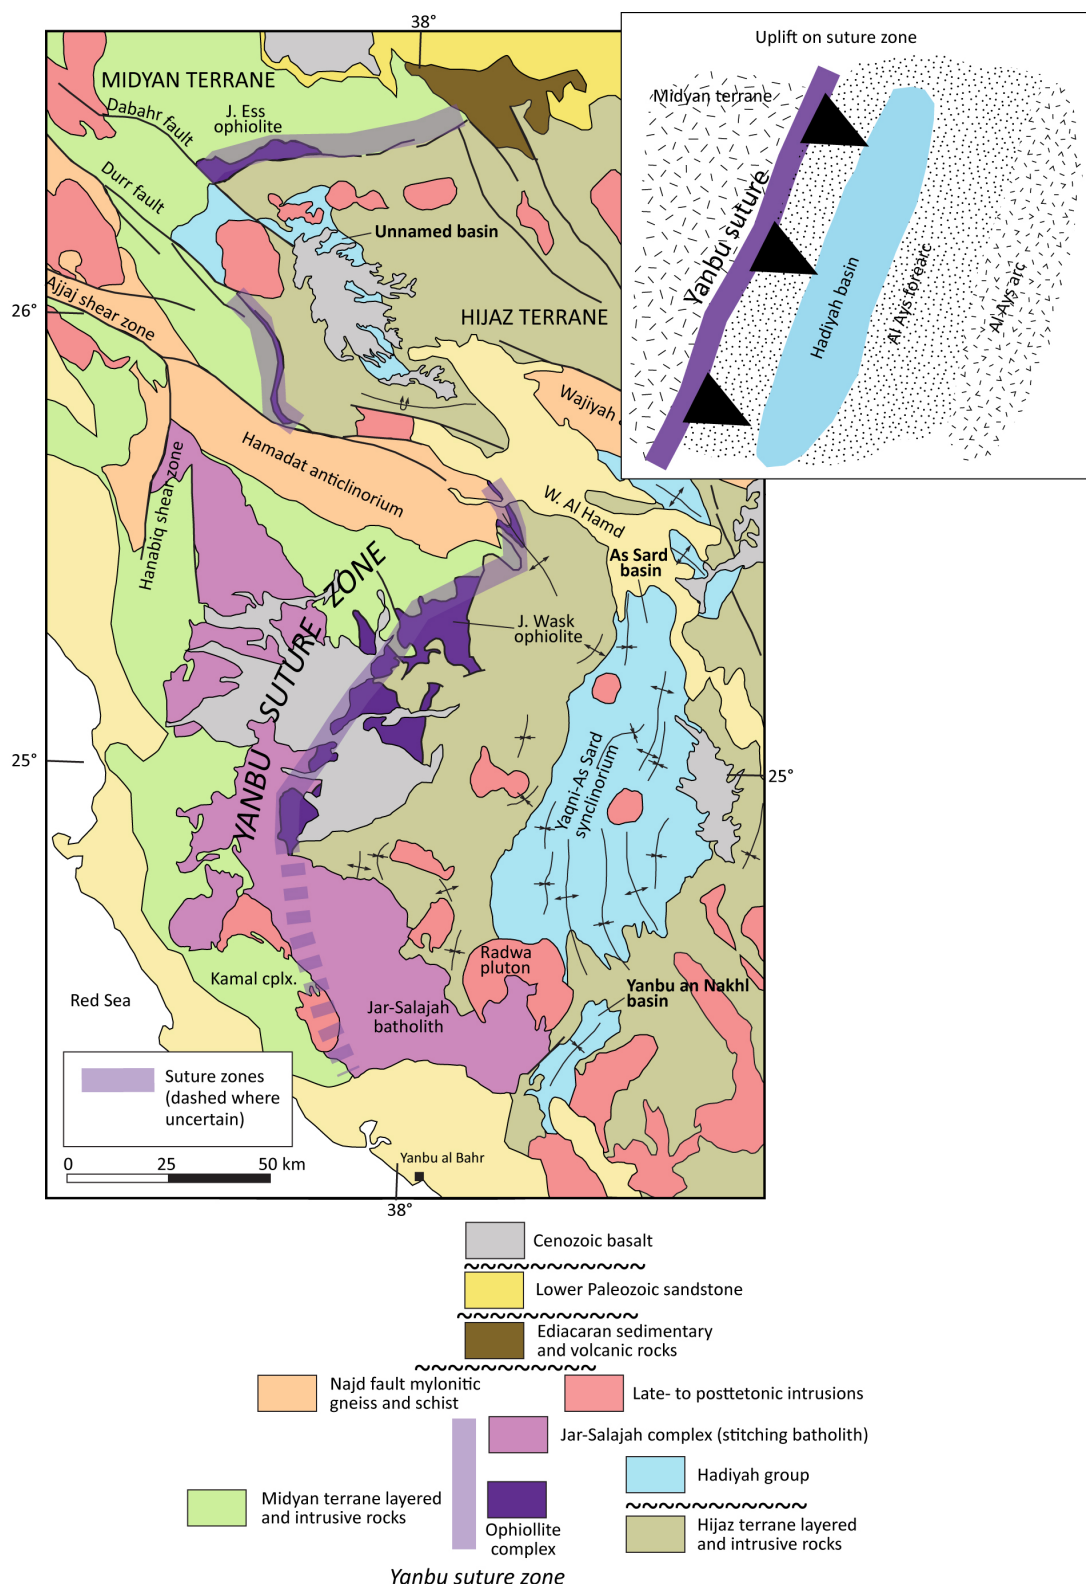 38°
Uplift on suture zone
MIDYAN TERRANE
Midyan terrane
Dabahr fault
J. Ess
ophiolite
Durr fault
Yanbu suture
Unnamed basin
Hadiyah basin
Al Ays forearc
Al Ays arc
Ajjaj shear zone
26°
HIJAZ TERRANE
Wajiyah
Hamadat anticlinorium
Hanabiq shear zone
W. Al Hamd
As Sard
basin
YANBU SUTURE ZONE
J. Wask
ophiolite
25°
25°
Yaqni-As Sard
synclinorium
Radwa
pluton
Kamal cplx.
Yanbu an Nakhl
basin
Red Sea
Jar-Salajah
batholith
Suture zones
(dashed where
uncertain)
0 25 50 km
Yanbu al Bahr
38°
Cenozoic basalt
Lower Paleozoic sandstone
Ediacaran sedimentary
and volcanic rocks
Najd fault mylonitic
gneiss and schist
Late- to posttetonic intrusions
Jar-Salajah complex (stitching batholith)
Hadiyah group
Midyan terrane layered
and intrusive rocks
Ophiollite
complex
Hijaz terrane layered
and intrusive rocks
Yanbu suture zone